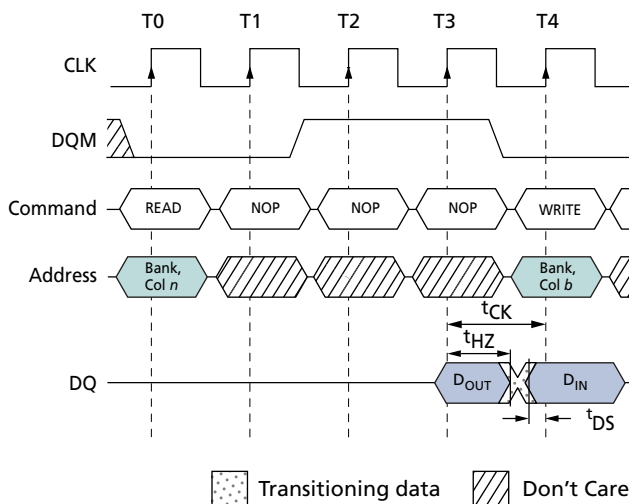 T0 T1 T2 T3 T4
CLK
DQM
Command READ NOP NOP NOP WRITE
Address Bank, Col n Bank, Col b
tCK
tHZ
DQ DOUT DIN
tDS
Transitioning data Don't Care